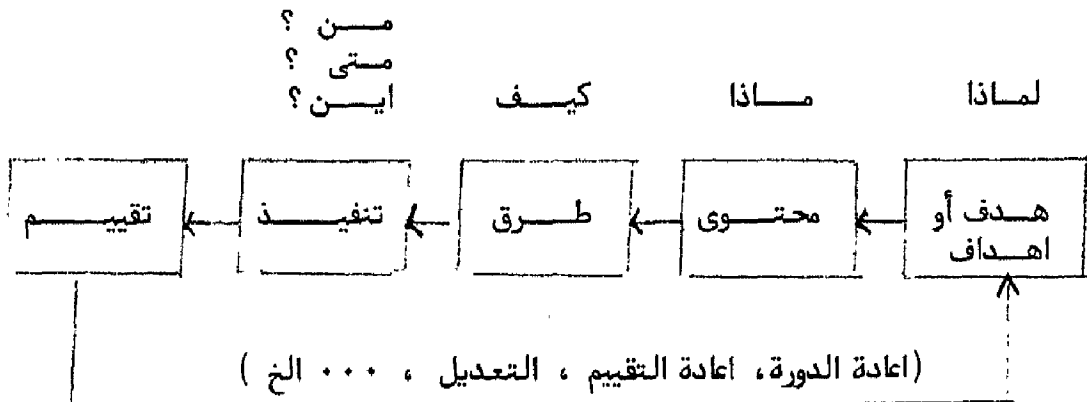 من ؟
متى ؟
اين ؟
لماذا
ماذا
كيف
هدف أو
اهداف
محتوى
طرق
تنفيذ
تقييم
(اعادة الدورة، اعادة التقييم ، التعديل ، ٠٠٠ الخ )